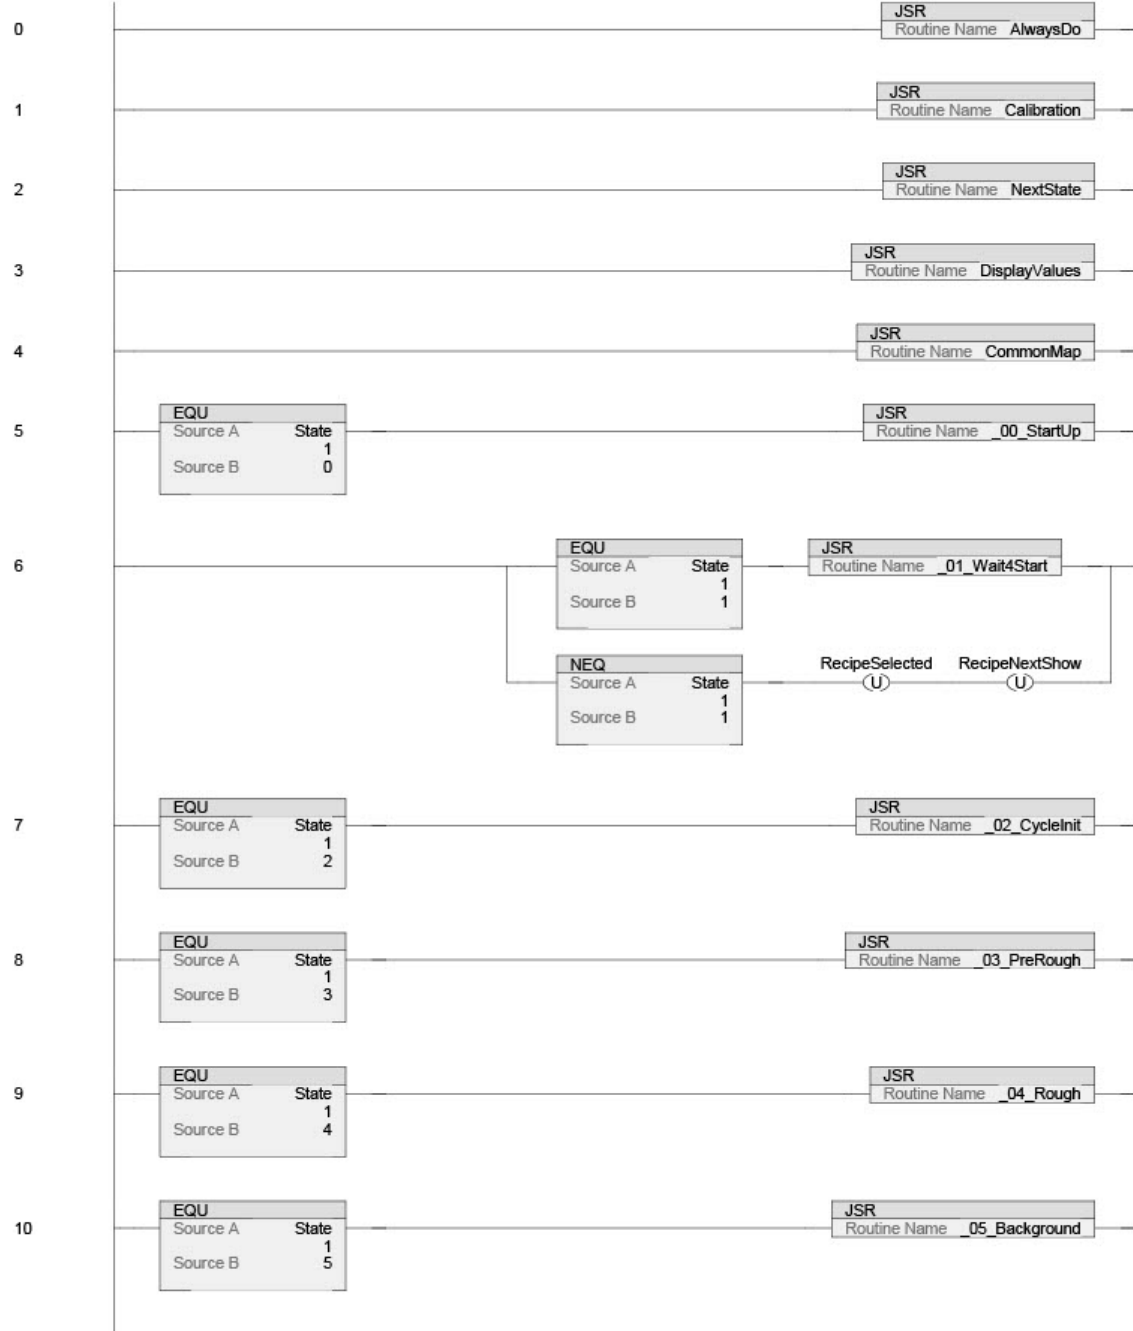 JSR
0 Routine Name AlwaysDo
JSR
1 Routine Name Calibration
JSR
2 Routine Name NextState
JSR
3 Routine Name DisplayValues
JSR
4 Routine Name CommonMap
EQU JSR
5 Source A State Routine Name _00_StartUp
1
Source B 0
EQU JSR
6 Source A State Routine Name _01_Wait4Start
1
Source B 1
NEQ RecipeSelected RecipeNextShow
Source A State U U
1
Source B 1
EQU JSR
7 Source A State Routine Name _02_CycleInit
1
Source B 2
EQU JSR
8 Source A State Routine Name _03_PreRough
1
Source B 3
EQU JSR
9 Source A State Routine Name _04_Rough
1
Source B 4
EQU JSR
10 Source A State Routine Name _05_Background
1
Source B 5